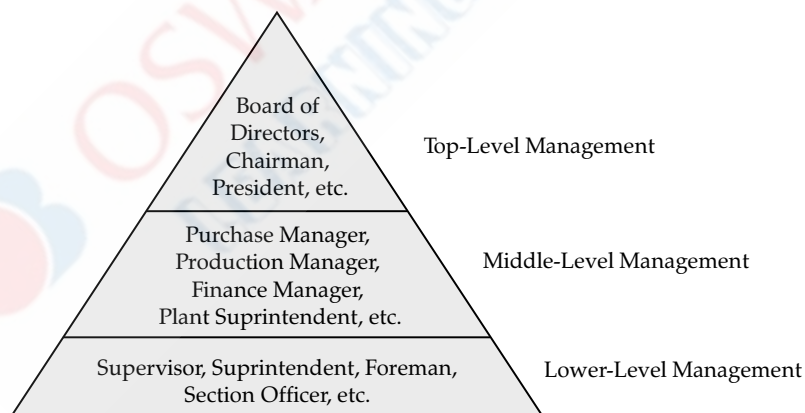 Board of
Directors,
Chairman,
President, etc.
Top-Level Management
Purchase Manager,
Production Manager,
Finance Manager,
Plant Suprintendent, etc.
Middle-Level Management
Supervisor, Suprintendent, Foreman,
Section Officer, etc.
Lower-Level Management